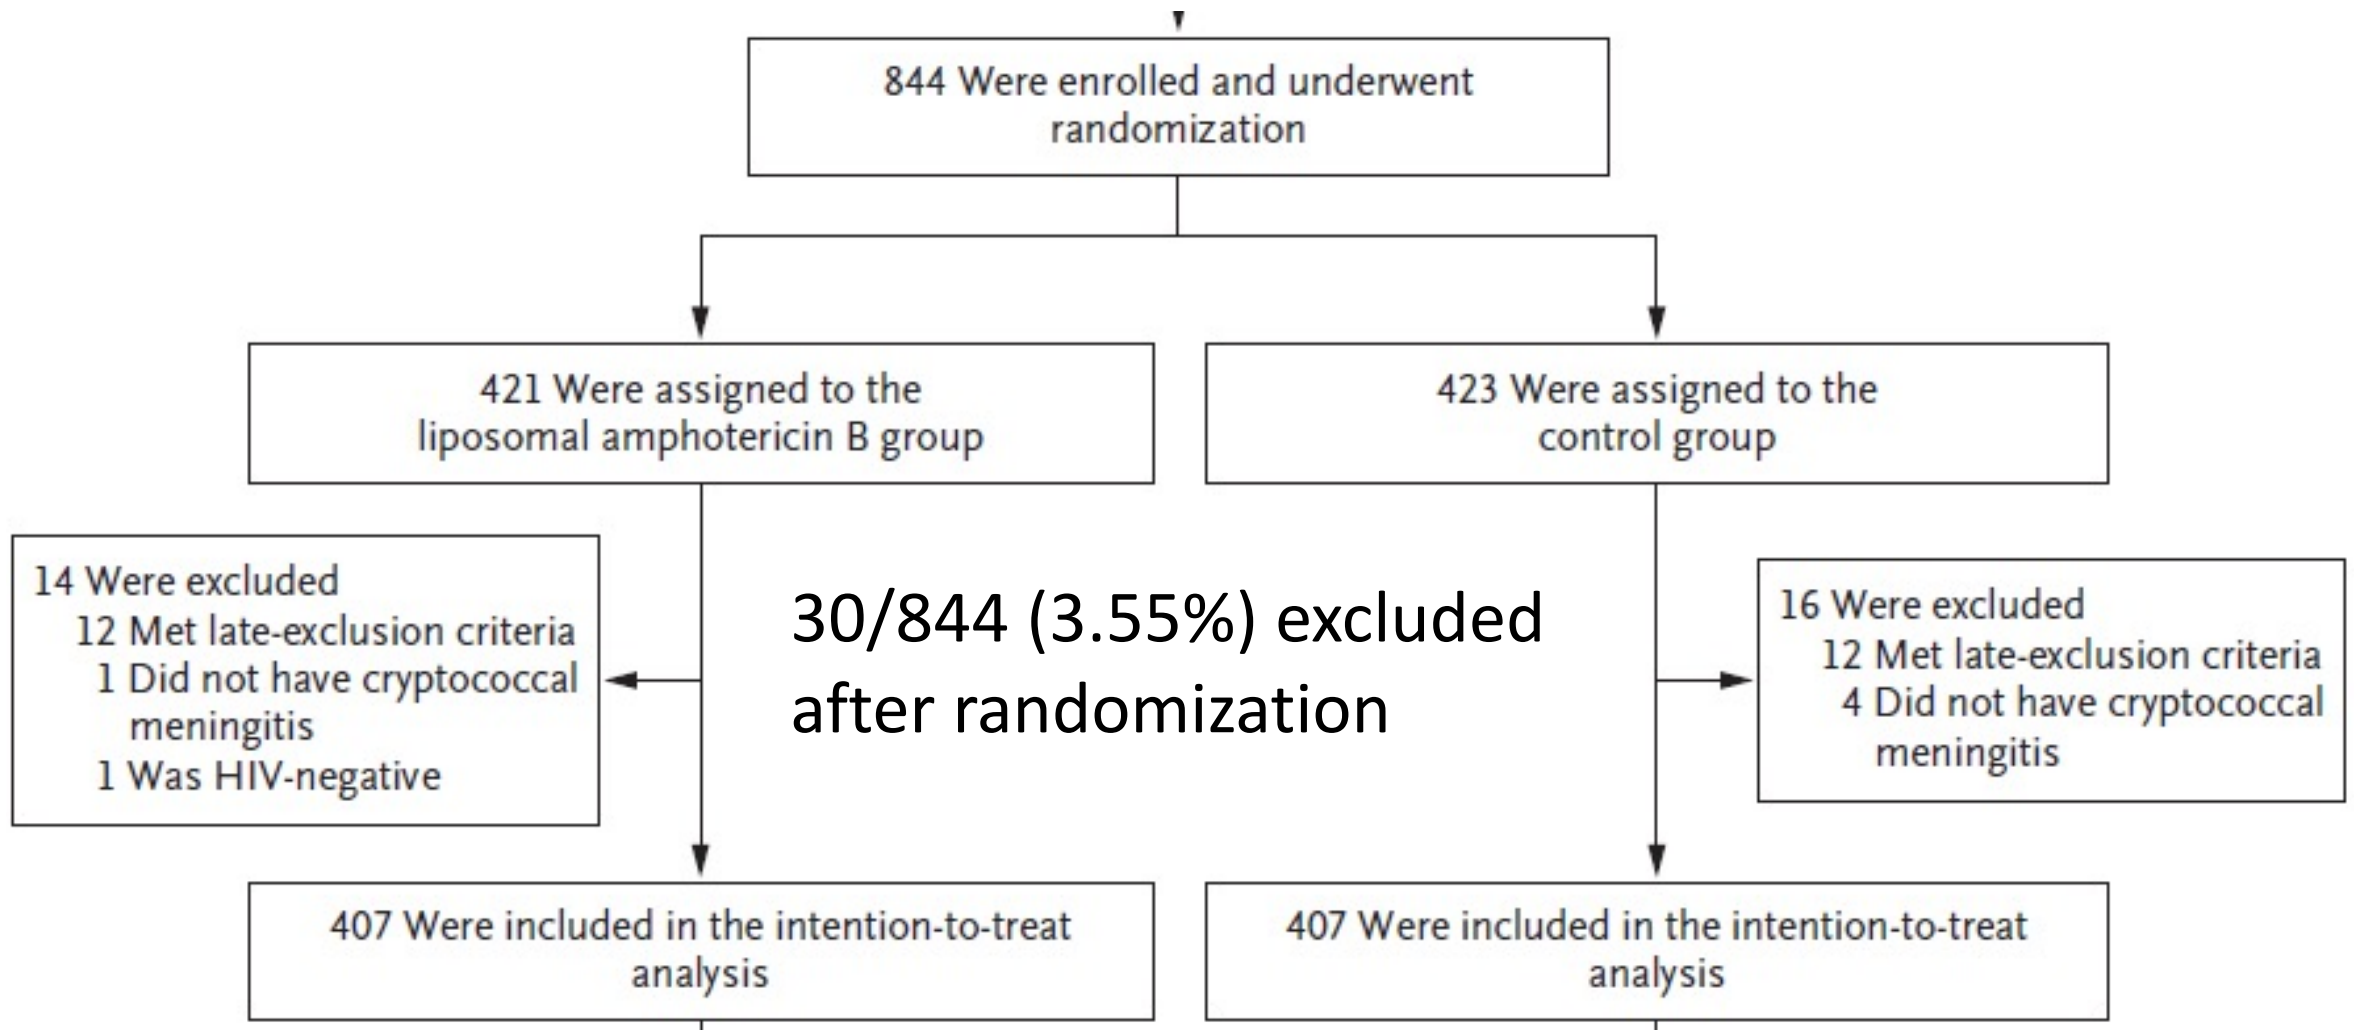 844 Were enrolled and underwent
randomization
421 Were assigned to the
liposomal amphotericin B group
423 Were assigned to the
control group
14 Were excluded
12 Met late-exclusion criteria
1 Did not have cryptococcal
meningitis
1 Was HIV-negative
30/844 (3.55%) excluded
after randomization
16 Were excluded
12 Met late-exclusion criteria
4 Did not have cryptococcal
meningitis
407 Were included in the intention-to-treat
analysis
407 Were included in the intention-to-treat
analysis